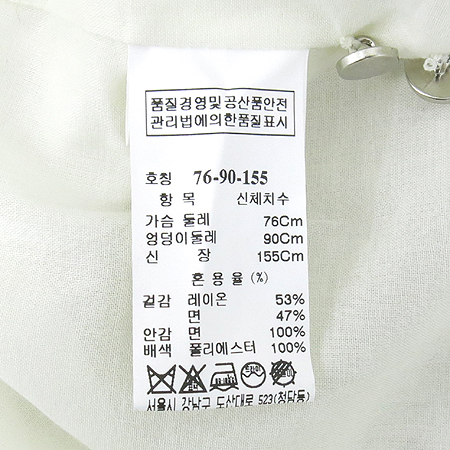 품질경영및공산품안전
관리법에의한품질표시
호칭 76-90-155
항 목 신체치수
가슴 둘레 76Cm
엉덩이둘레 90Cm
신 장 155Cm
혼 용 율 (%)
겉감 레이온 53%
면 47%
안감 면 100%
배색 폴리에스터 100%
서울시 강남구 도산대로 523(청담동)